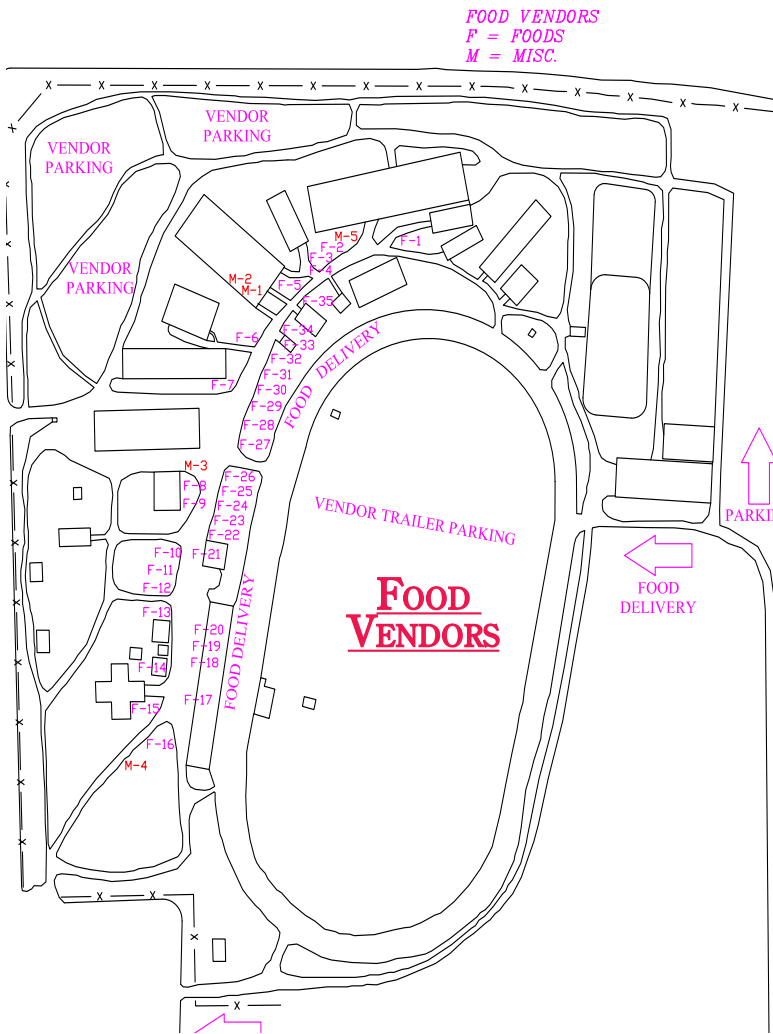 FOOD VENDORS
F = FOODS
M = MISC.
VENDOR
PARKING
VENDOR
PARKING
VENDOR
PARKING
M-5
F-2
F-1
F-3
F-4
M-2
F-5
M-1
F-35
F-34
F-6
F-33
F-32
FOOD DELIVERY
F-31
F-7
F-30
F-29
F-28
F-27
M-3
F-26
F-8
F-25
F-9
F-24
VENDOR TRAILER PARKING
F-23
F-22
F-10
F-21
F-11
F-12
FOOD
DELIVERY
FOOD
VENDORS
F-13
F-20
F-19
FOOD DELIVERY
F-18
F-14
F-17
F-15
F-16
M-4